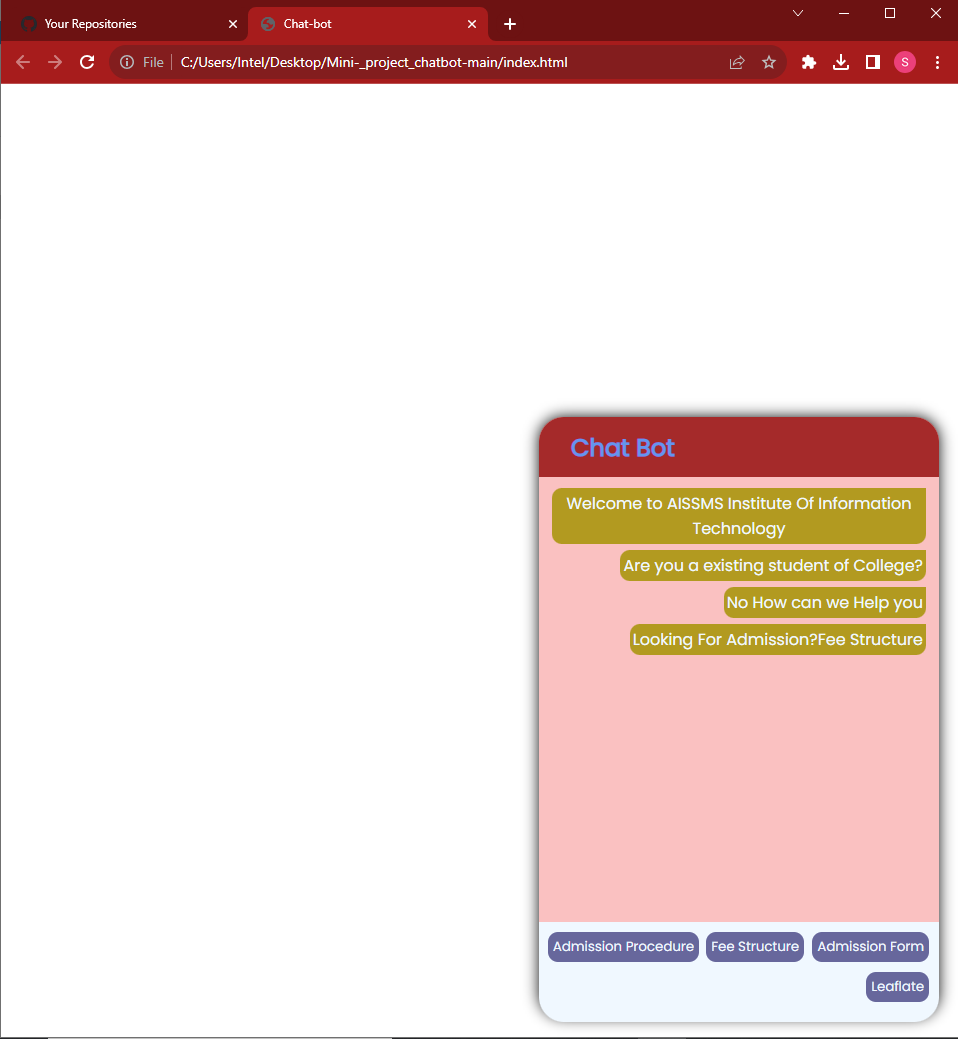 Your Repositories
Chat-bot
File
C:/Users/Intel/Desktop/Mini-_project_chatbot-main/index.html
S
Chat Bot
Welcome to AISSMS Institute Of Information
Technology
Are you a existing student of College?
No How can we Help you
Looking For Admission?Fee Structure
Admission Procedure
Fee Structure
Admission Form
Leaflate